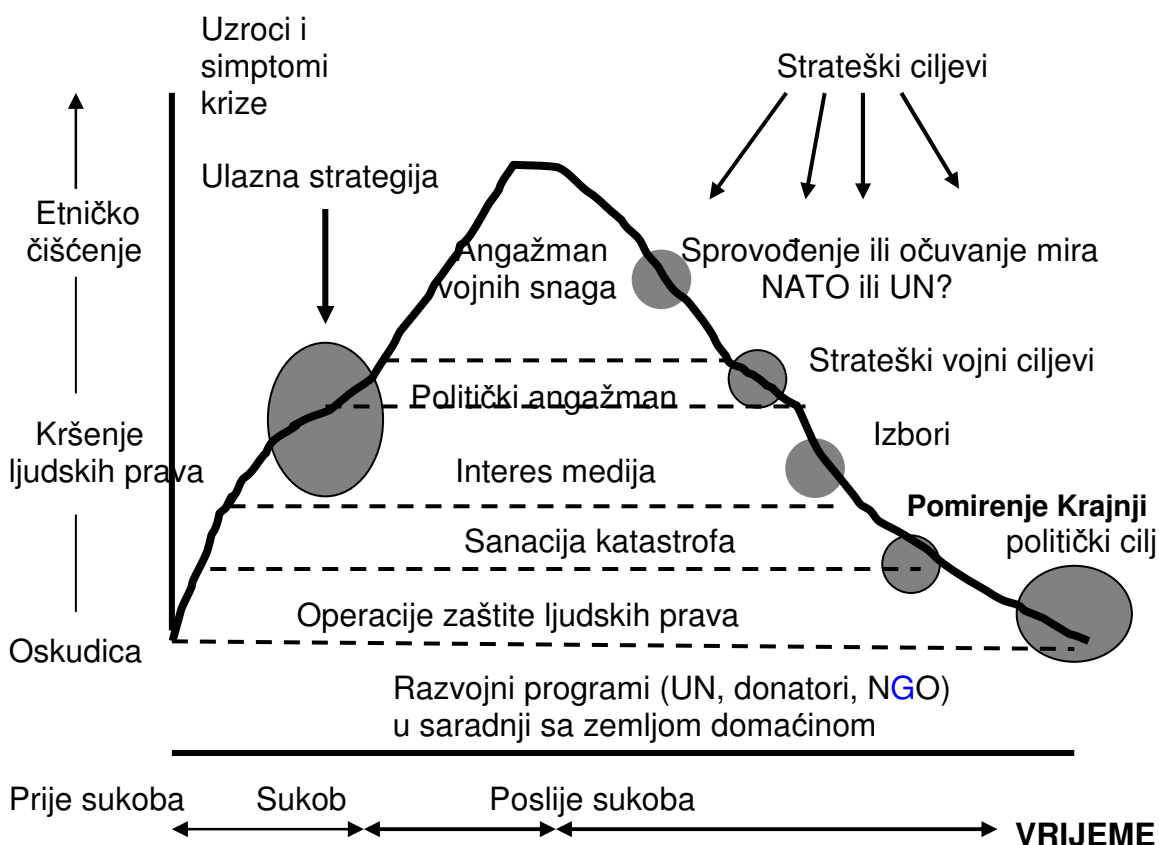 Uzroci i
simptomi
krize
Strateški ciljevi
Ulazna strategija
Etničko
čišćenje
Angažman
vojnih snaga
Sprovođenje ili očuvanje mira
NATO ili UN?
Strateški vojni ciljevi
Politički angažman
Kršenje
ljudskih prava
Izbori
Interes medija
Pomirenje Krajnji
politički cilj
Sanacija katastrofa
Operacije zaštite ljudskih prava
Oskudica
Razvojni programi (UN, donatori, NGO)
u saradnji sa zemljom domaćinom
Prije sukoba
Sukob
Poslije sukoba
VRIJEME